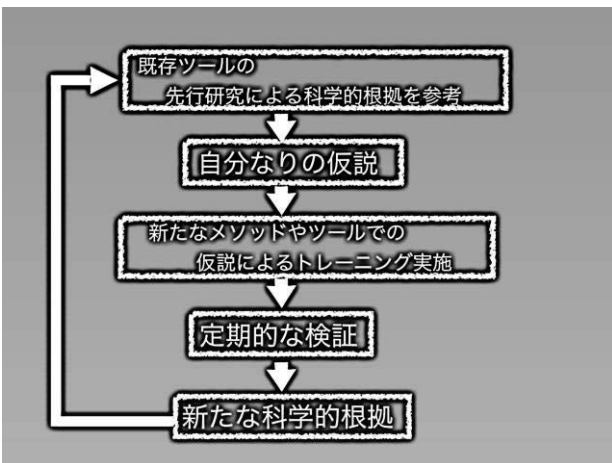 既存ツールの
先行研究による科学的根拠を参考
自分なりの仮説
新たなメソッドやツールでの
仮説によるトレーニング実施
定期的な検証
新たな科学的根拠